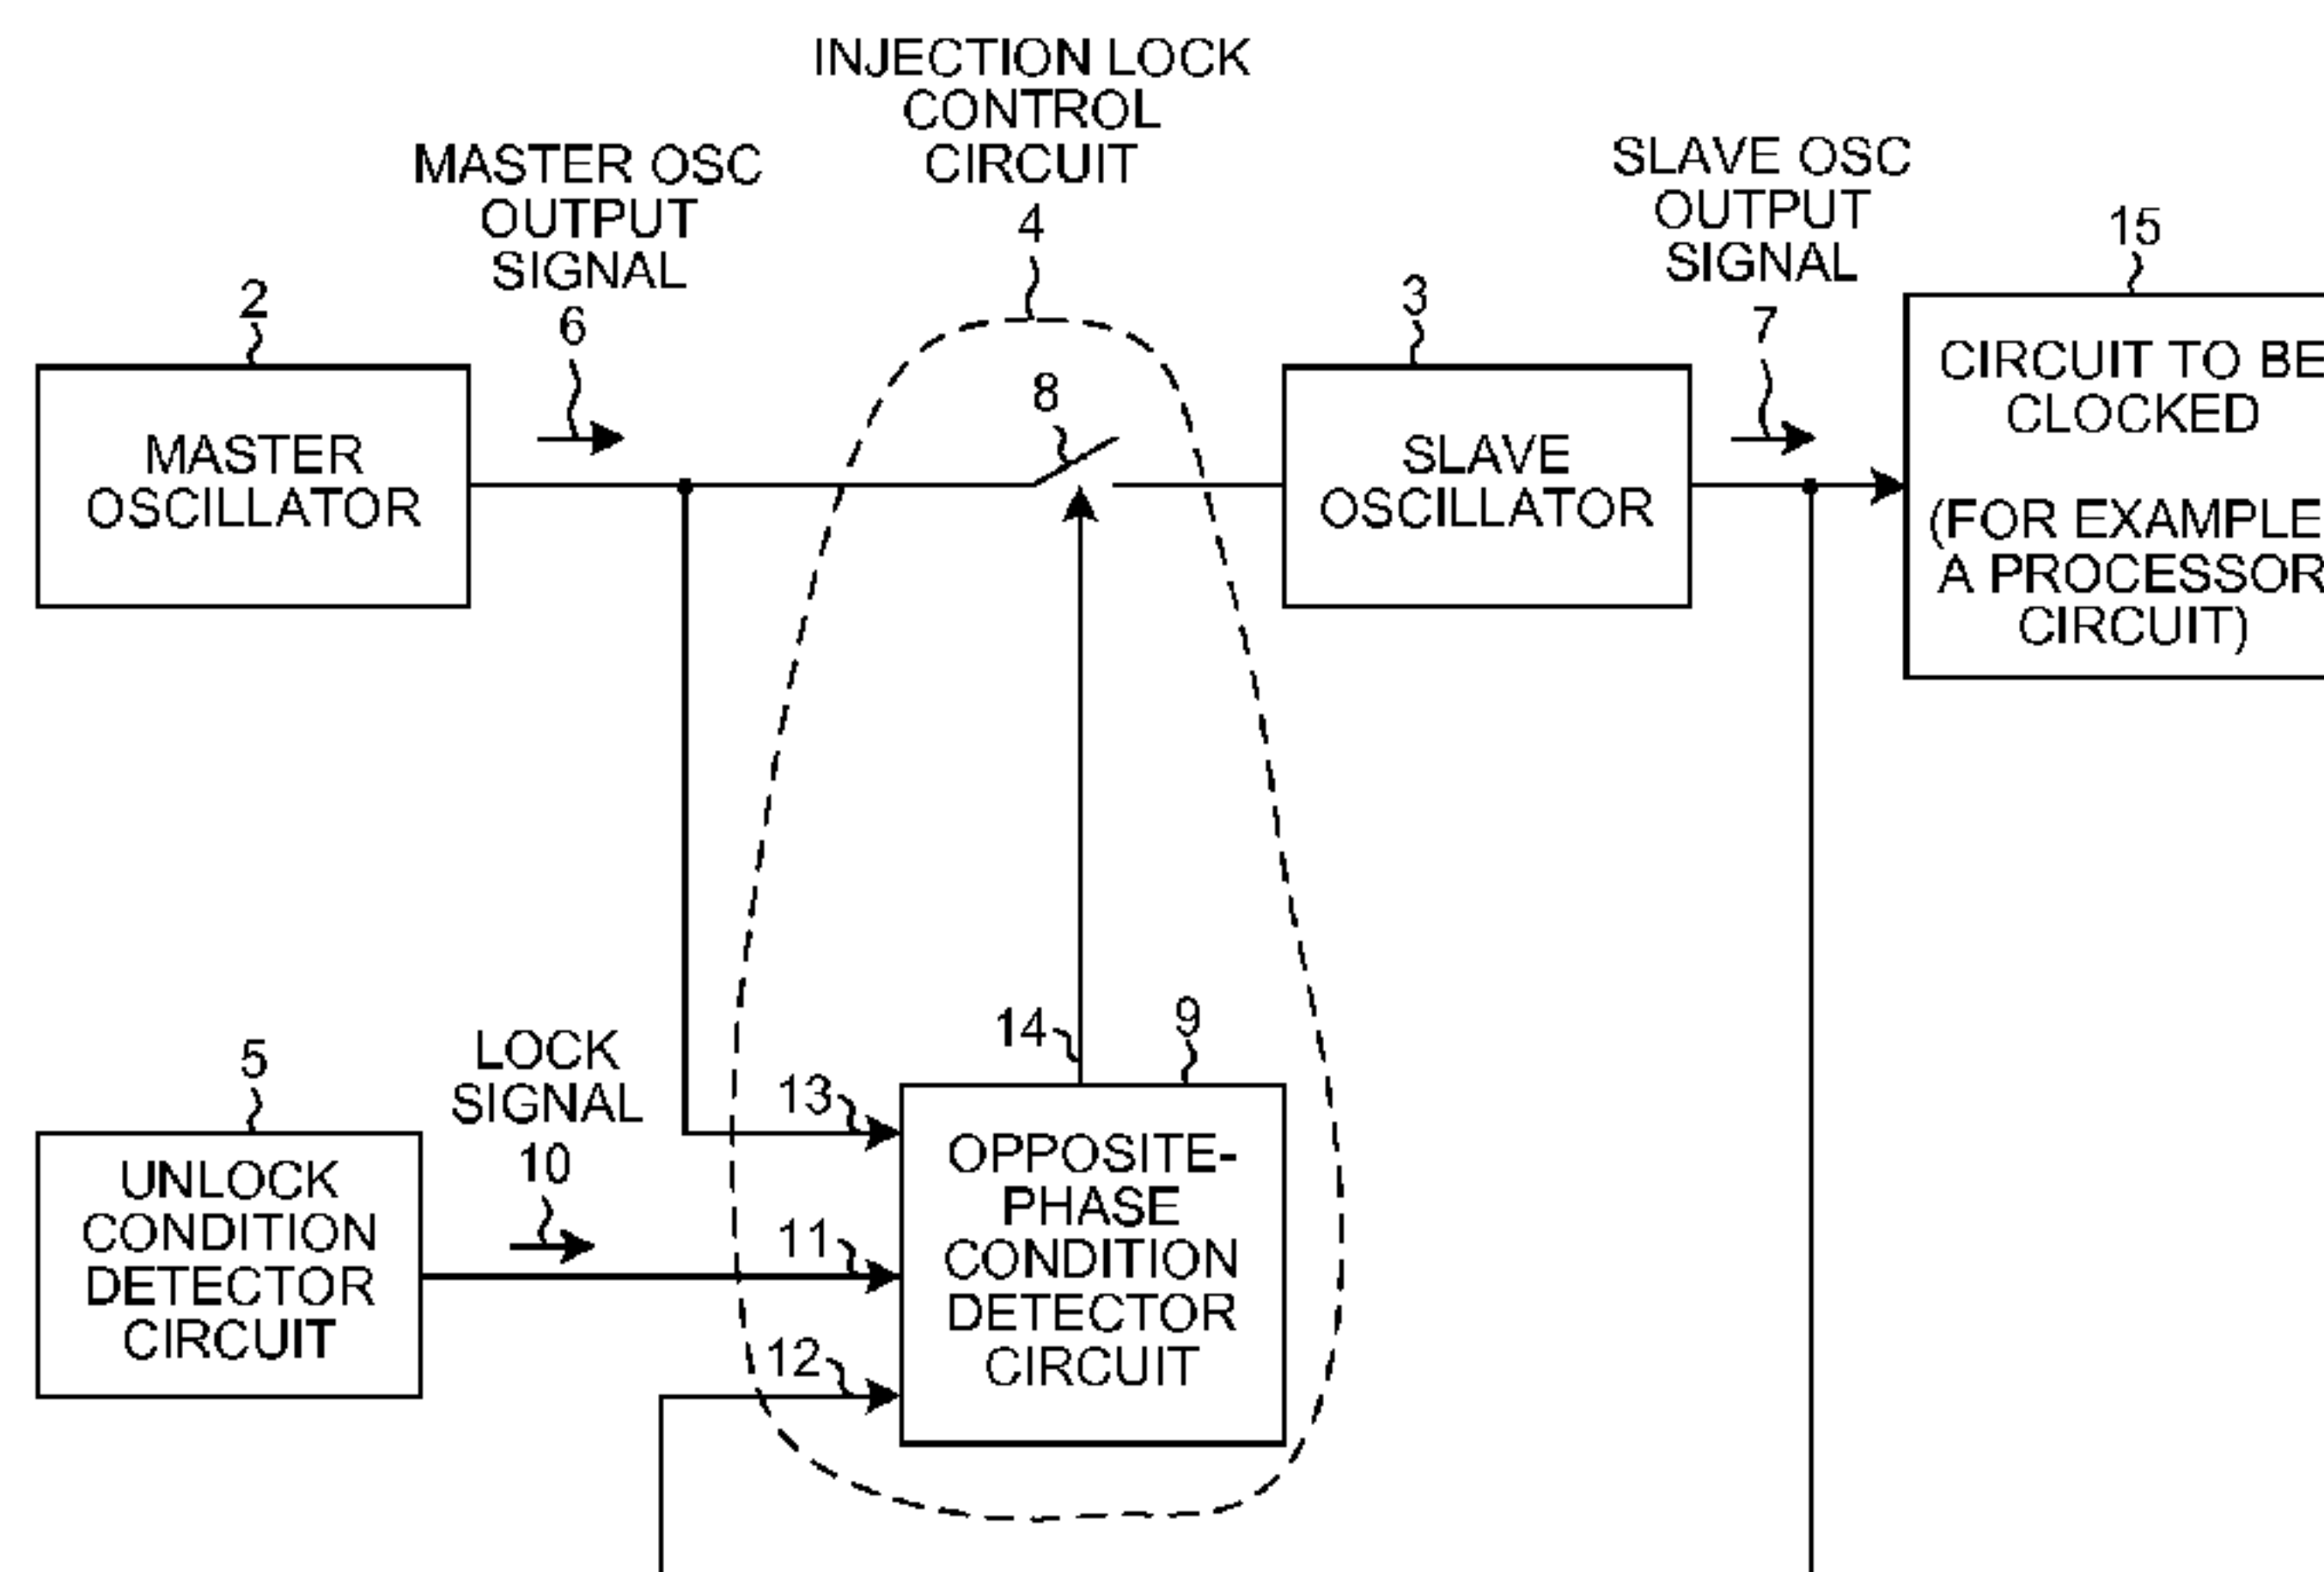 INJECTION LOCK
CONTROL
CIRCUIT
4
MASTER OSC
OUTPUT
SIGNAL
6
SLAVE OSC
OUTPUT
SIGNAL
7
15
2
3
8
MASTER
OSCILLATOR
SLAVE
OSCILLATOR
CIRCUIT TO BE
CLOCKED
(FOR EXAMPLE
A PROCESSOR
CIRCUIT)
14
9
5
LOCK
SIGNAL
10
13
11
12
UNLOCK
CONDITION
DETECTOR
CIRCUIT
OPPOSITE-
PHASE
CONDITION
DETECTOR
CIRCUIT